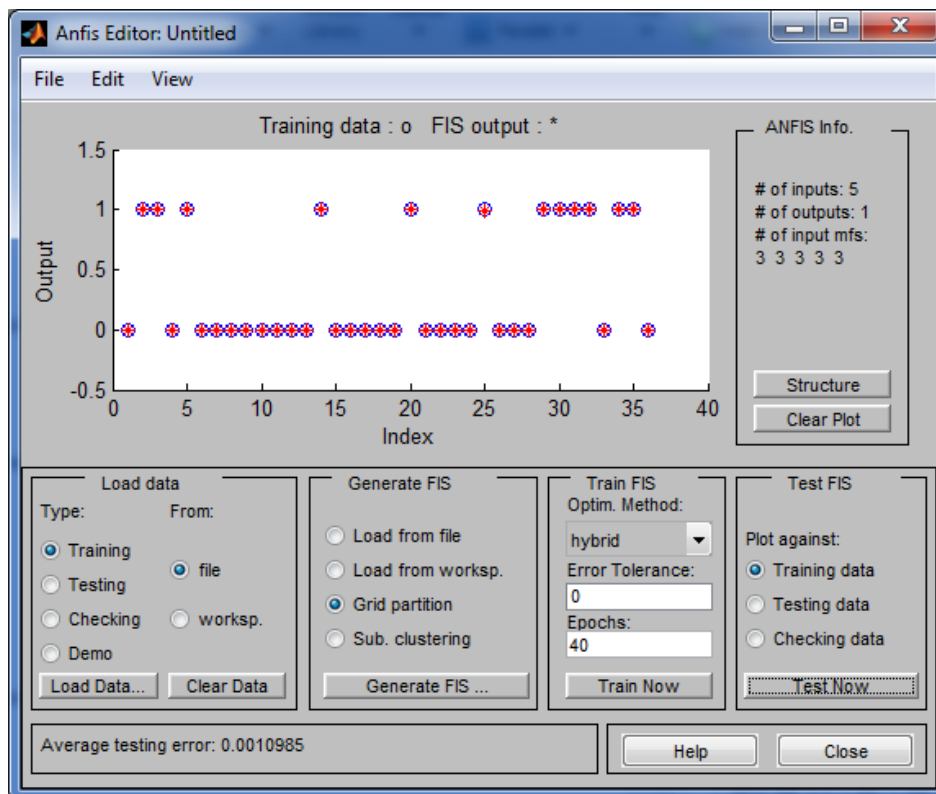 Anfis Editor: Untitled
File Edit View
Training data : o FIS output : *
1.5
1
0.5
0
-0.5
Output
0 5 10 15 20 25 30 35 40
Index
ANFIS Info.
# of inputs: 5
# of outputs: 1
# of input mfs:
3 3 3 3 3
Structure
Clear Plot
Load data
Type: From:
Training
Testing
Checking
Demo
file
worksp.
Load Data... Clear Data
Generate FIS
Load from file
Load from worksp.
Grid partition
Sub. clustering
Generate FIS ...
Train FIS
Optim. Method:
hybrid
Error Tolerance:
0
Epochs:
40
Train Now
Test FIS
Plot against:
Training data
Testing data
Checking data
Test Now
Average testing error: 0.0010985
Help Close